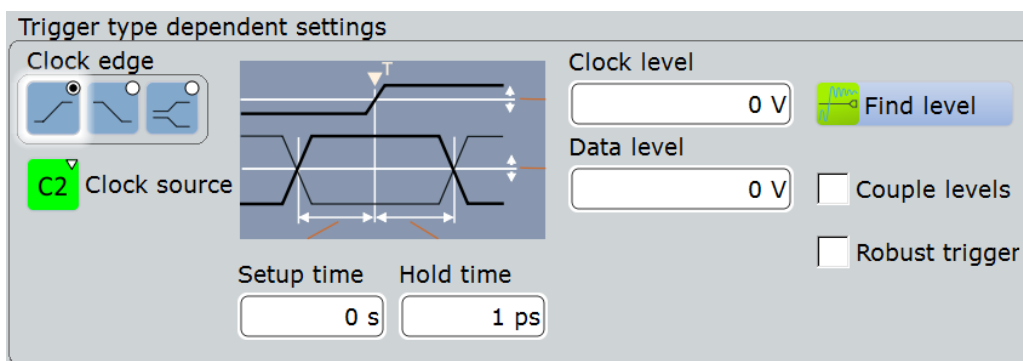 Trigger type dependent settings
Clock edge
T
C2 Clock source
Setup time
0 s
Hold time
1 ps
Clock level
0 V
Find level
Data level
0 V
Couple levels
Robust trigger